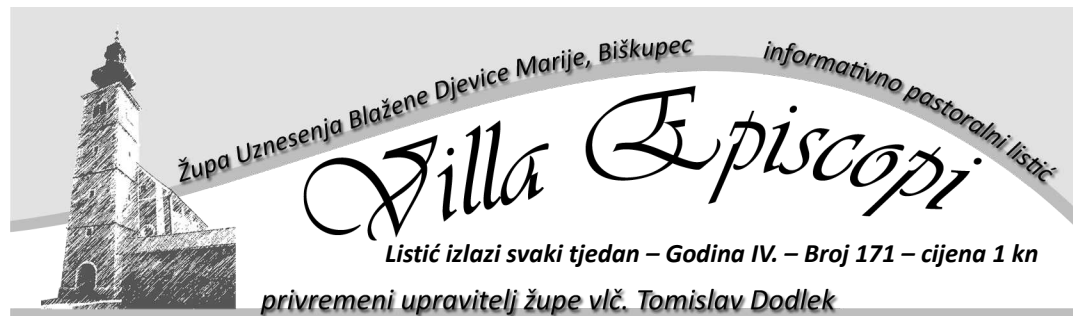 Župa Uznesenja Blažene Djevice Marije, Biškupec
informativno pastoralni listić
Villa Episcopi
Listić izlazi svaki tjedan – Godina IV. – Broj 171 – cijena 1 kn
privremeni upravitelj župe vlč. Tomislav Dodlek